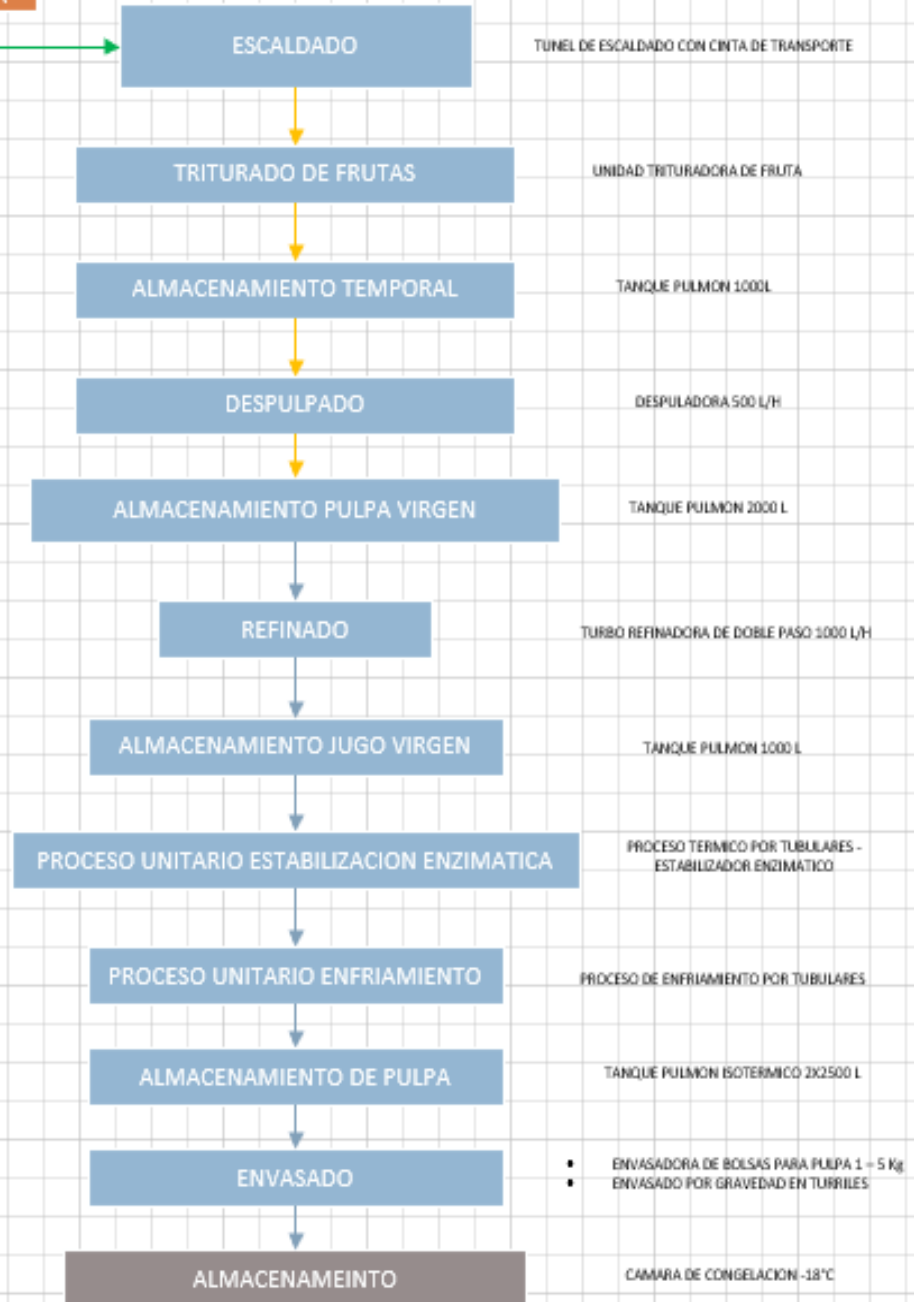 ESCALDADO
TUNEL DE ESCALDADO CON CINTA DE TRANSPORTE
TRITURADO DE FRUTAS
UNIDAD TRITURADORA DE FRUTA
ALMACENAMIENTO TEMPORAL
TANQUE PULMON 1000L
DESPULPADO
DESPULADORA 500 L/H
ALMACENAMIENTO PULPA VIRGEN
TANQUE PULMON 2000 L
REFINADO
TURBO REFINADORA DE DOBLE PASO 1000 L/H
ALMACENAMIENTO JUGO VIRGEN
TANQUE PULMON 1000 L
PROCESO UNITARIO ESTABILIZACION ENZIMATICA
PROCESO TERMICO POR TUBULARES -
ESTABILIZADOR ENZIMATICO
PROCESO UNITARIO ENFRIAMIENTO
PROCESO DE ENFRIAMIENTO POR TUBULARES
ALMACENAMIENTO DE PULPA
TANQUE PULMON ISOTERMICO 2X2500 L
ENVASADO
• ENVASADORA DE BOLSAS PARA PULPA 1 – 5 Kg
• ENVASADO POR GRAVEDAD EN TURRILES
ALMACENAMEINTO
CAMARA DE CONGELACION -18°C